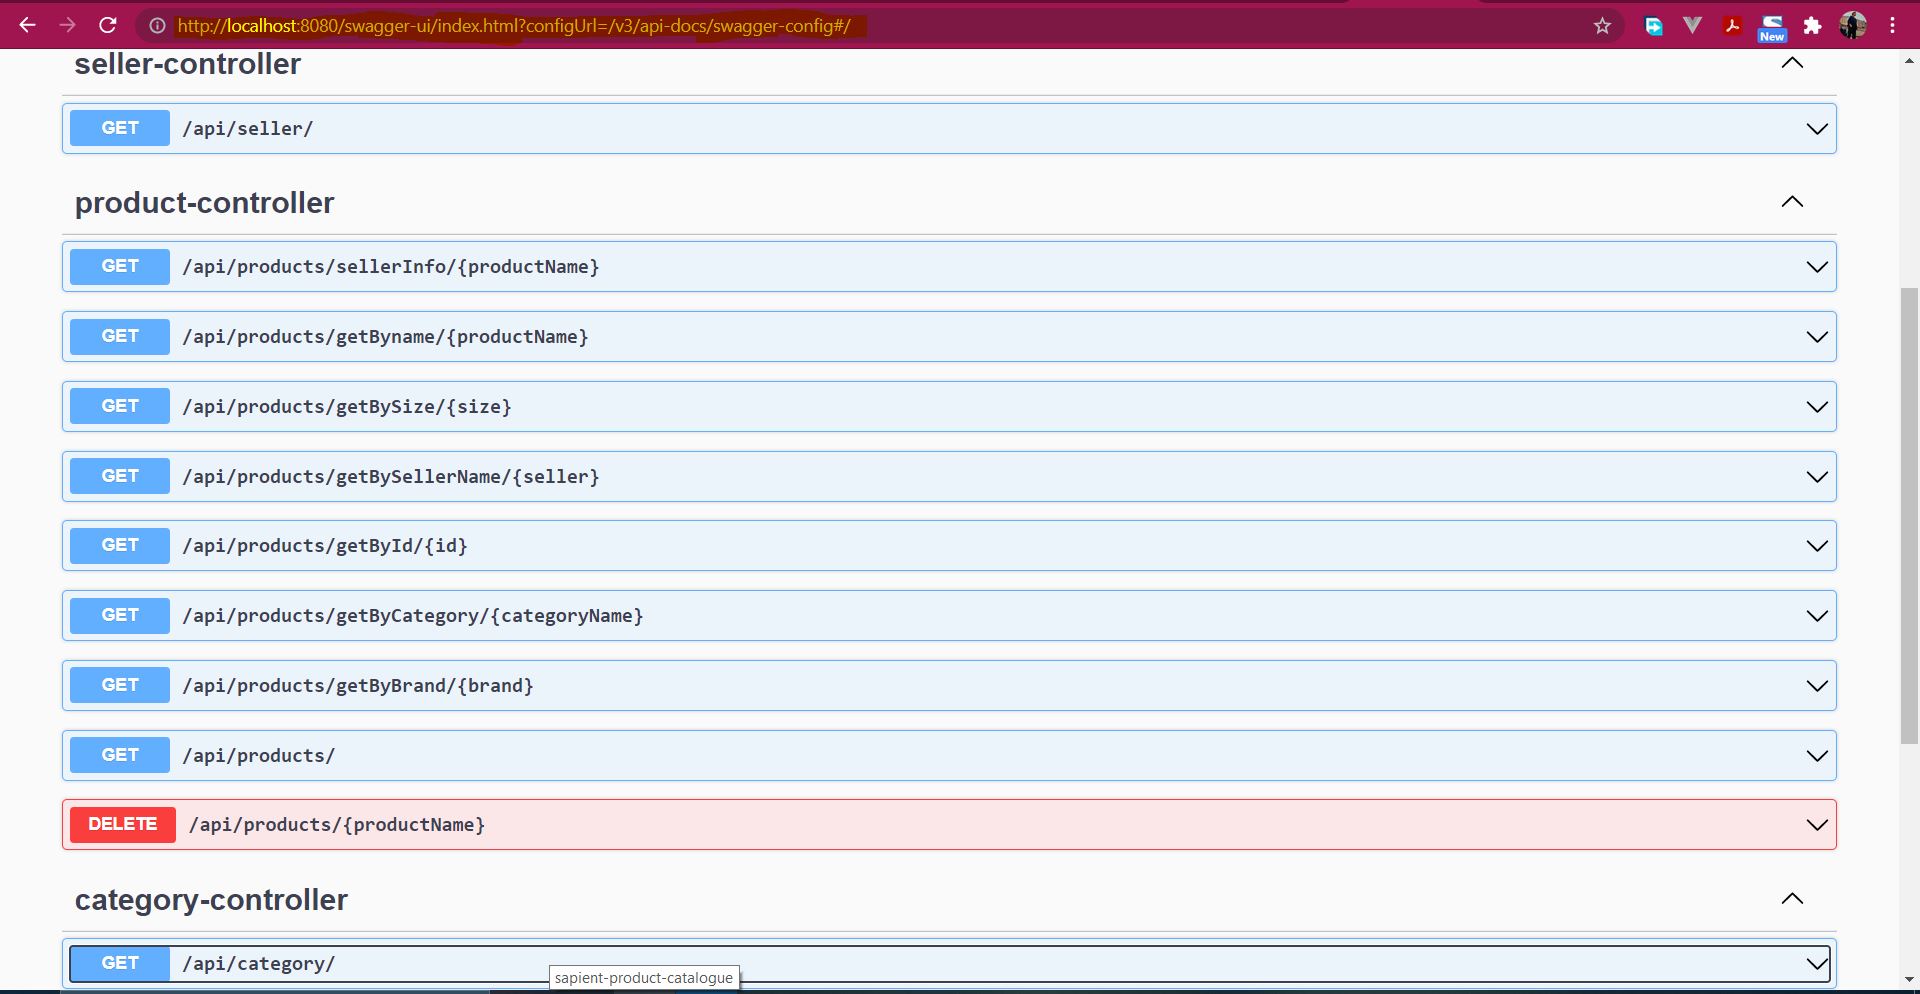 http://localhost:8080/swagger-ui/index.html?configUrl=/v3/api-docs/swagger-config#/
New
seller-controller
GET /api/seller/
product-controller
GET /api/products/sellerInfo/{productName}
GET /api/products/getByname/{productName}
GET /api/products/getBySize/{size}
GET /api/products/getBySellerName/{seller}
GET /api/products/getById/{id}
GET /api/products/getByCategory/{categoryName}
GET /api/products/getByBrand/{brand}
GET /api/products/
DELETE /api/products/{productName}
category-controller
GET /api/category/
sapient-product-catalogue